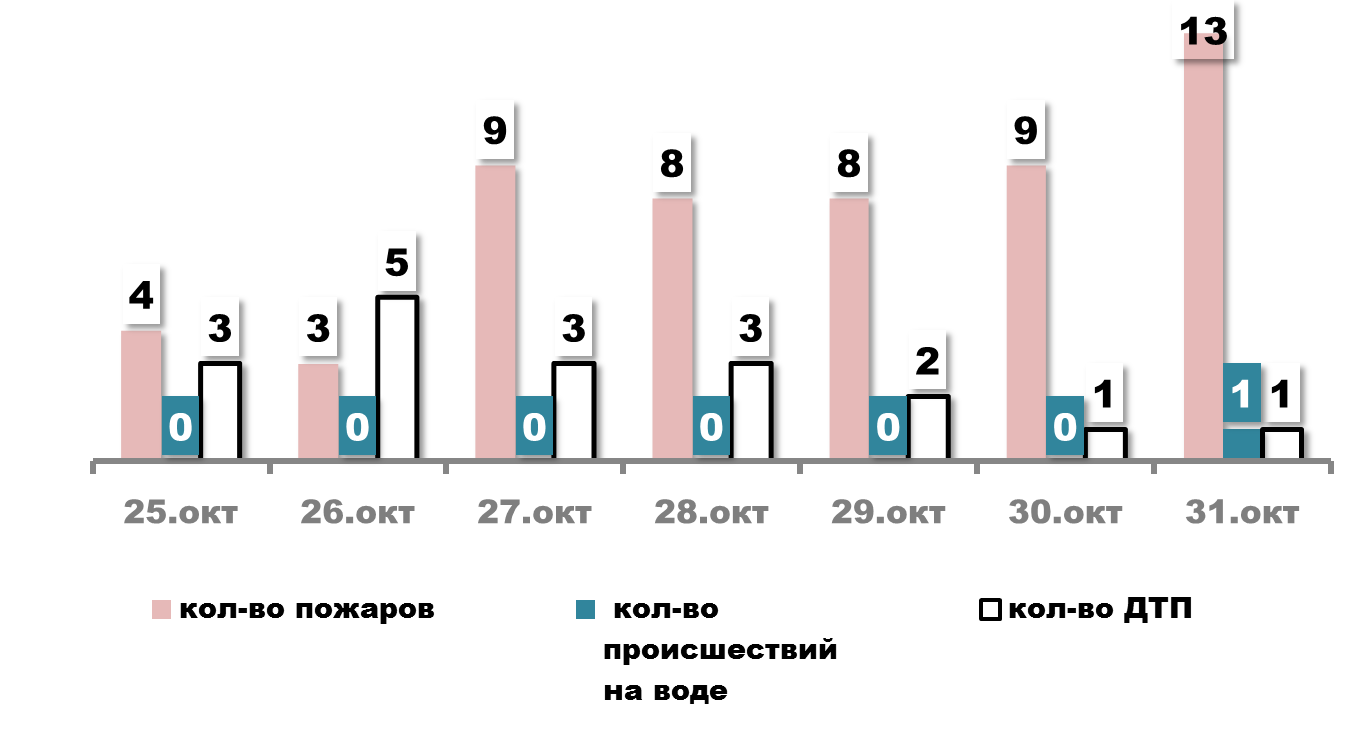 13
9
9
8
8
5
4
3
3
3
3
2
1
1
1
0
0
0
0
0
0
25.окт
26.окт
27.окт
28.окт
29.окт
30.окт
31.окт
кол-во пожаров
кол-во
происшествий
на воде
кол-во ДТП